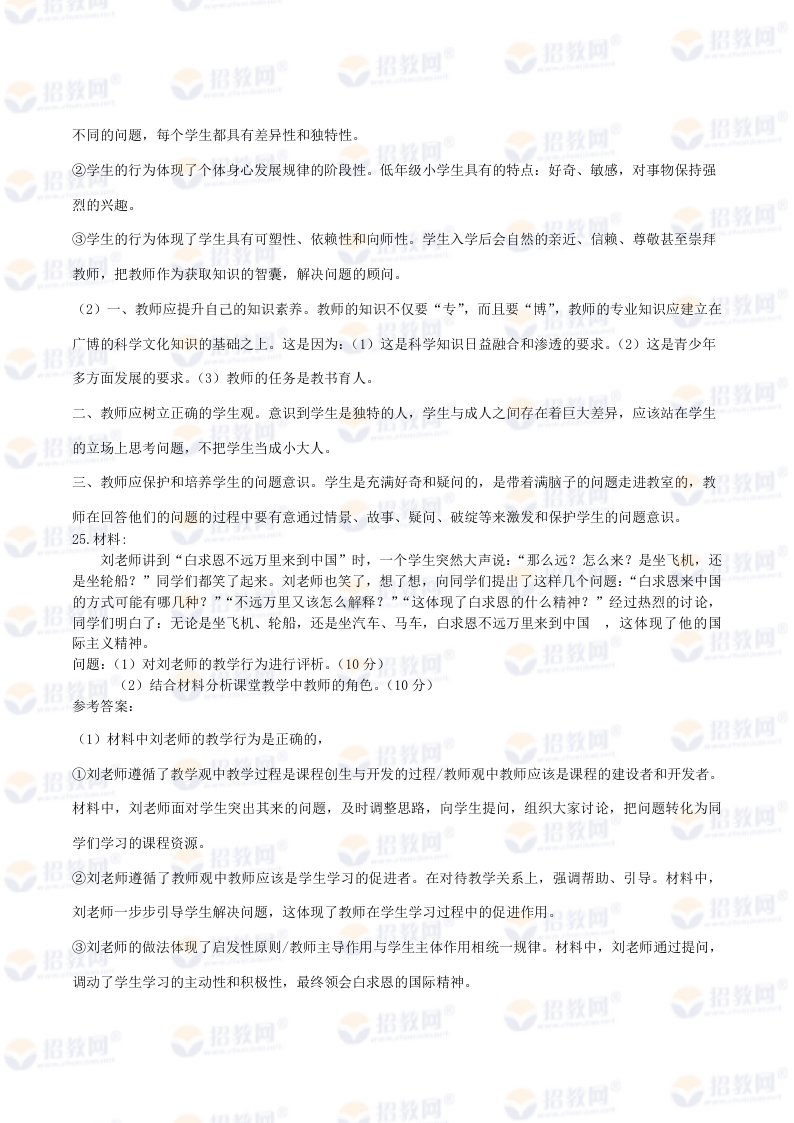 不同的问题，每个学生都具有差异性和独特性。
②学生的行为体现了个体身心发展规律的阶段性。低年级小学生具有的特点：好奇、敏感，对事物保持强
烈的兴趣。
③学生的行为体现了学生具有可塑性、依赖性和向师性。学生入学后会自然的亲近、信赖、尊敬甚至崇拜
教师，把教师作为获取知识的智囊，解决问题的顾问。
（2）一、教师应提升自己的知识素养。教师的知识不仅要“专”，而且要“博”，教师的专业知识应建立在
广博的科学文化知识的基础之上。这是因为：（1）这是科学知识日益融合和渗透的要求。（2）这是青少年
多方面发展的要求。（3）教师的任务是教书育人。
二、教师应树立正确的学生观。意识到学生是独特的人，学生与成人之间存在着巨大差异，应该站在学生
的立场上思考问题，不把学生当成小大人。
三、教师应保护和培养学生的问题意识。学生是充满好奇和疑问的，是带着满脑子的问题走进教室的，教
师在回答他们的问题的过程中要有意通过情景、故事、疑问、破绽等来激发和保护学生的问题意识。
25.材料：
刘老师讲到“白求恩不远万里来到中国”时，一个学生突然大声说：“那么远？怎么来？是坐飞机，还
是坐轮船？”同学们都笑了起来。刘老师也笑了，想了想，向同学们提出了这样几个问题：“白求恩来中国
的方式可能有哪几种？”“不远万里又该怎么解释？”“这体现了白求恩的什么精神？”经过热烈的讨论，
同学们明白了：无论是坐飞机、轮船，还是坐汽车、马车，白求恩不远万里来到中国 ，这体现了他的国
际主义精神。
问题：（1）对刘老师的教学行为进行评析。（10 分）
（2）结合材料分析课堂教学中教师的角色。（10 分）
参考答案：
（1）材料中刘老师的教学行为是正确的，
①刘老师遵循了教学观中教学过程是课程创生与开发的过程/教师观中教师应该是课程的建设者和开发者。
材料中，刘老师面对学生突出其来的问题，及时调整思路，向学生提问，组织大家讨论，把问题转化为同
学们学习的课程资源。
②刘老师遵循了教师观中教师应该是学生学习的促进者。在对待教学关系上，强调帮助、引导。材料中，
刘老师一步步引导学生解决问题，这体现了教师在学生学习过程中的促进作用。
③刘老师的做法体现了启发性原则/教师主导作用与学生主体作用相统一规律。材料中，刘老师通过提问，
调动了学生学习的主动性和积极性，最终领会白求恩的国际精神。
招教网